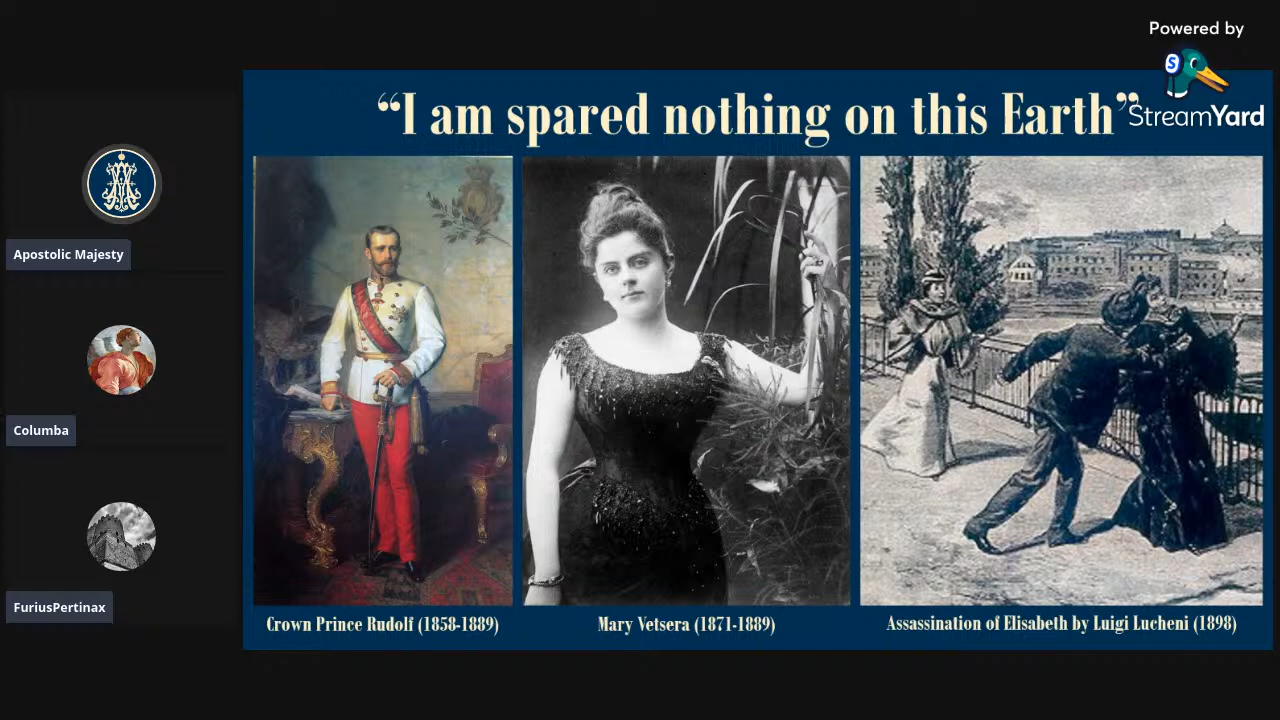 Powered by
StreamYard
“I am spared nothing on this Earth”
Apostolic Majesty
Columba
FuriusPertinax
Crown Prince Rudolf (1858-1889)
Mary Vetsera (1871-1889)
Assassination of Elisabeth by Luigi Lucheni (1898)